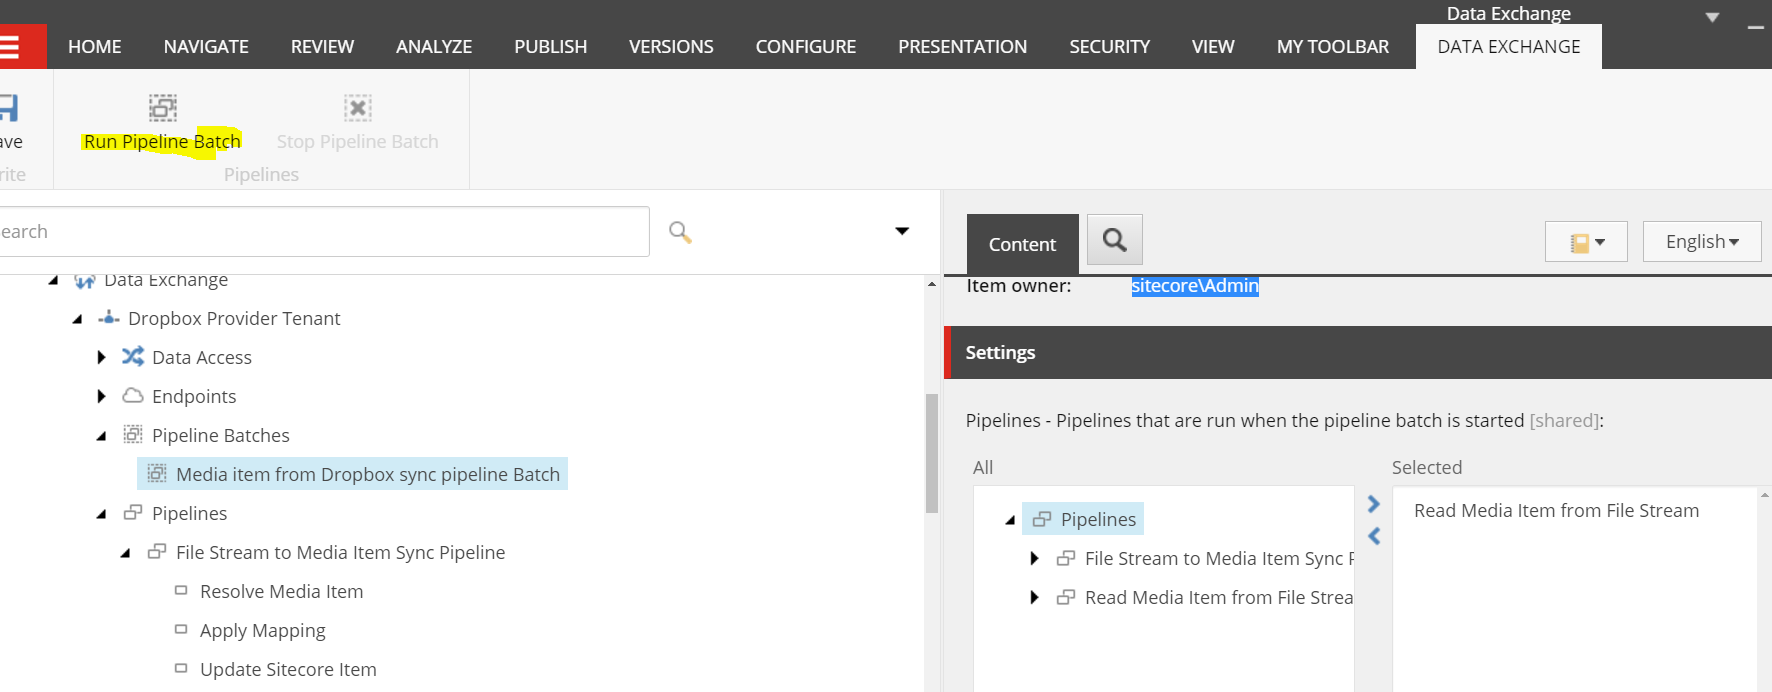 Data Exchange
HOME NAVIGATE REVIEW ANALYZE PUBLISH VERSIONS CONFIGURE PRESENTATION SECURITY VIEW MY TOOLBAR DATA EXCHANGE
ave Run Pipeline Batch Stop Pipeline Batch
rite Pipelines
earch
Content English
Data Exchange
Item owner: sitecore\Admin
Dropbox Provider Tenant
Data Access
Settings
Endpoints
Pipelines - Pipelines that are run when the pipeline batch is started [shared]:
Pipeline Batches
All Selected
Media item from Dropbox sync pipeline Batch
Pipelines
File Stream to Media Item Sync Pipeline
Resolve Media Item
Apply Mapping
Update Sitecore Item
Pipelines
File Stream to Media Item Sync P
Read Media Item from File Strea
Read Media Item from File Stream